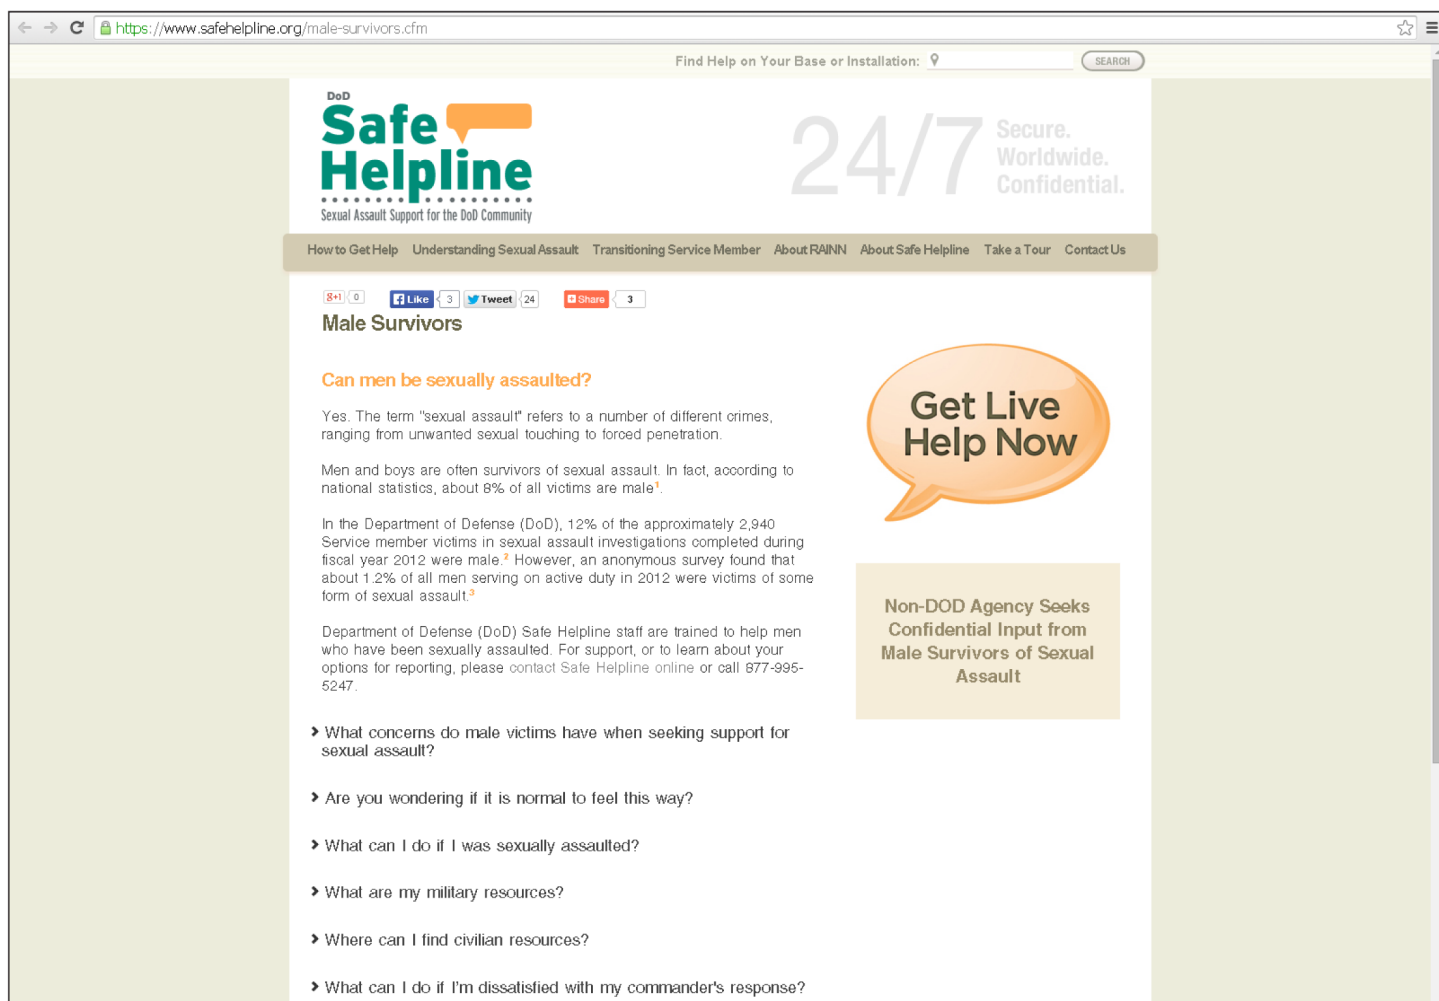 https://www.safehelpline.org/male-survivors.cfm
Find Help on Your Base or Installation:
SEARCH
DoD
Safe
Helpline
Sexual Assault Support for the DoD Community
24/7
Secure.
Worldwide.
Confidential.
How to Get Help Understanding Sexual Assault Transitioning Service Member About RAINN About Safe Helpline Take a Tour Contact Us
g+1 0 Like 3 Tweet 24 Share 3
Male Survivors
Can men be sexually assaulted?
Yes. The term "sexual assault" refers to a number of different crimes,
ranging from unwanted sexual touching to forced penetration.
Men and boys are often survivors of sexual assault. In fact, according to
national statistics, about 8% of all victims are male¹.
In the Department of Defense (DoD), 12% of the approximately 2,940
Service member victims in sexual assault investigations completed during
fiscal year 2012 were male.² However, an anonymous survey found that
about 1.2% of all men serving on active duty in 2012 were victims of some
form of sexual assault.³
Department of Defense (DoD) Safe Helpline staff are trained to help men
who have been sexually assaulted. For support, or to learn about your
options for reporting, please contact Safe Helpline online or call 877-995-
5247.
What concerns do male victims have when seeking support for
sexual assault?
Are you wondering if it is normal to feel this way?
What can I do if I was sexually assaulted?
What are my military resources?
Where can I find civilian resources?
What can I do if I'm dissatisfied with my commander's response?
Get Live
Help Now
Non-DOD Agency Seeks
Confidential Input from
Male Survivors of Sexual
Assault